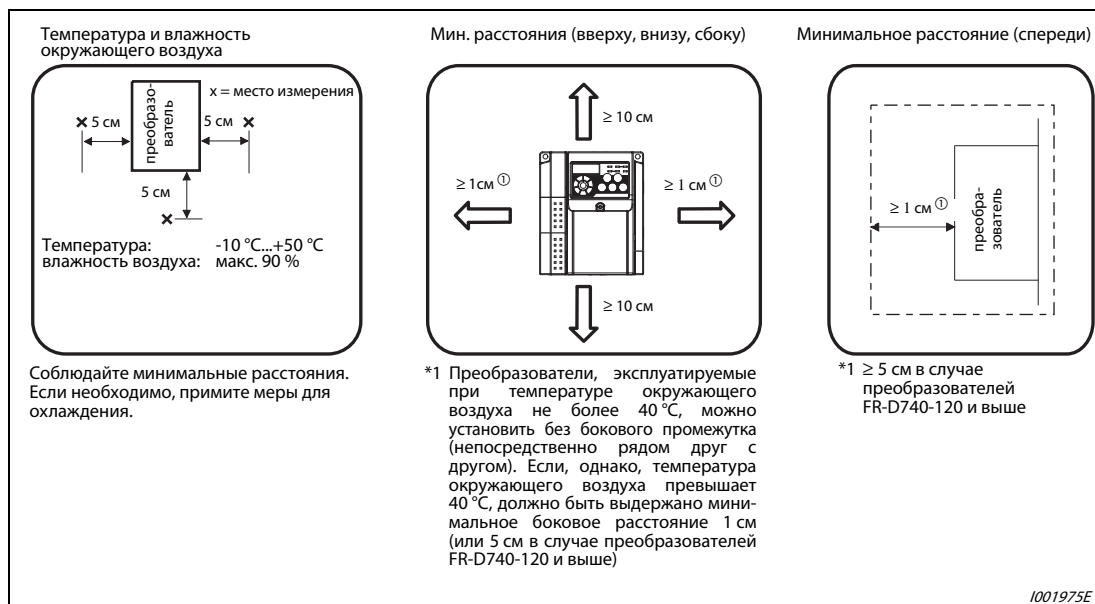 Температура и влажность
окружающего воздуха
x = место измерения
преобразо-
ватель
5 см
5 см
5 см
Температура: -10 °C...+50 °C
влажность воздуха: макс. 90 %
Соблюдайте минимальные расстояния.
Если необходимо, примите меры для
охлаждения.
Мин. расстояния (вверху, внизу, сбоку)
≥ 10 см
≥ 1см ①
≥ 1 см ①
≥ 10 см
*1 Преобразователи, эксплуатируемые
при температуре окружающего
воздуха не более 40 °C, можно
установить без бокового промежутка
(непосредственно рядом друг с
другом). Если, однако, температура
окружающего воздуха превышает
40 °C, должно быть выдержано мини-
мальное боковое расстояние 1 см
(или 5 см в случае преобразователей
FR-D740-120 и выше)
Минимальное расстояние (спереди)
≥ 1 см ①
преобра-
зователь
*1 ≥ 5 см в случае
преобразователей
FR-D740-120 и выше
I001975E